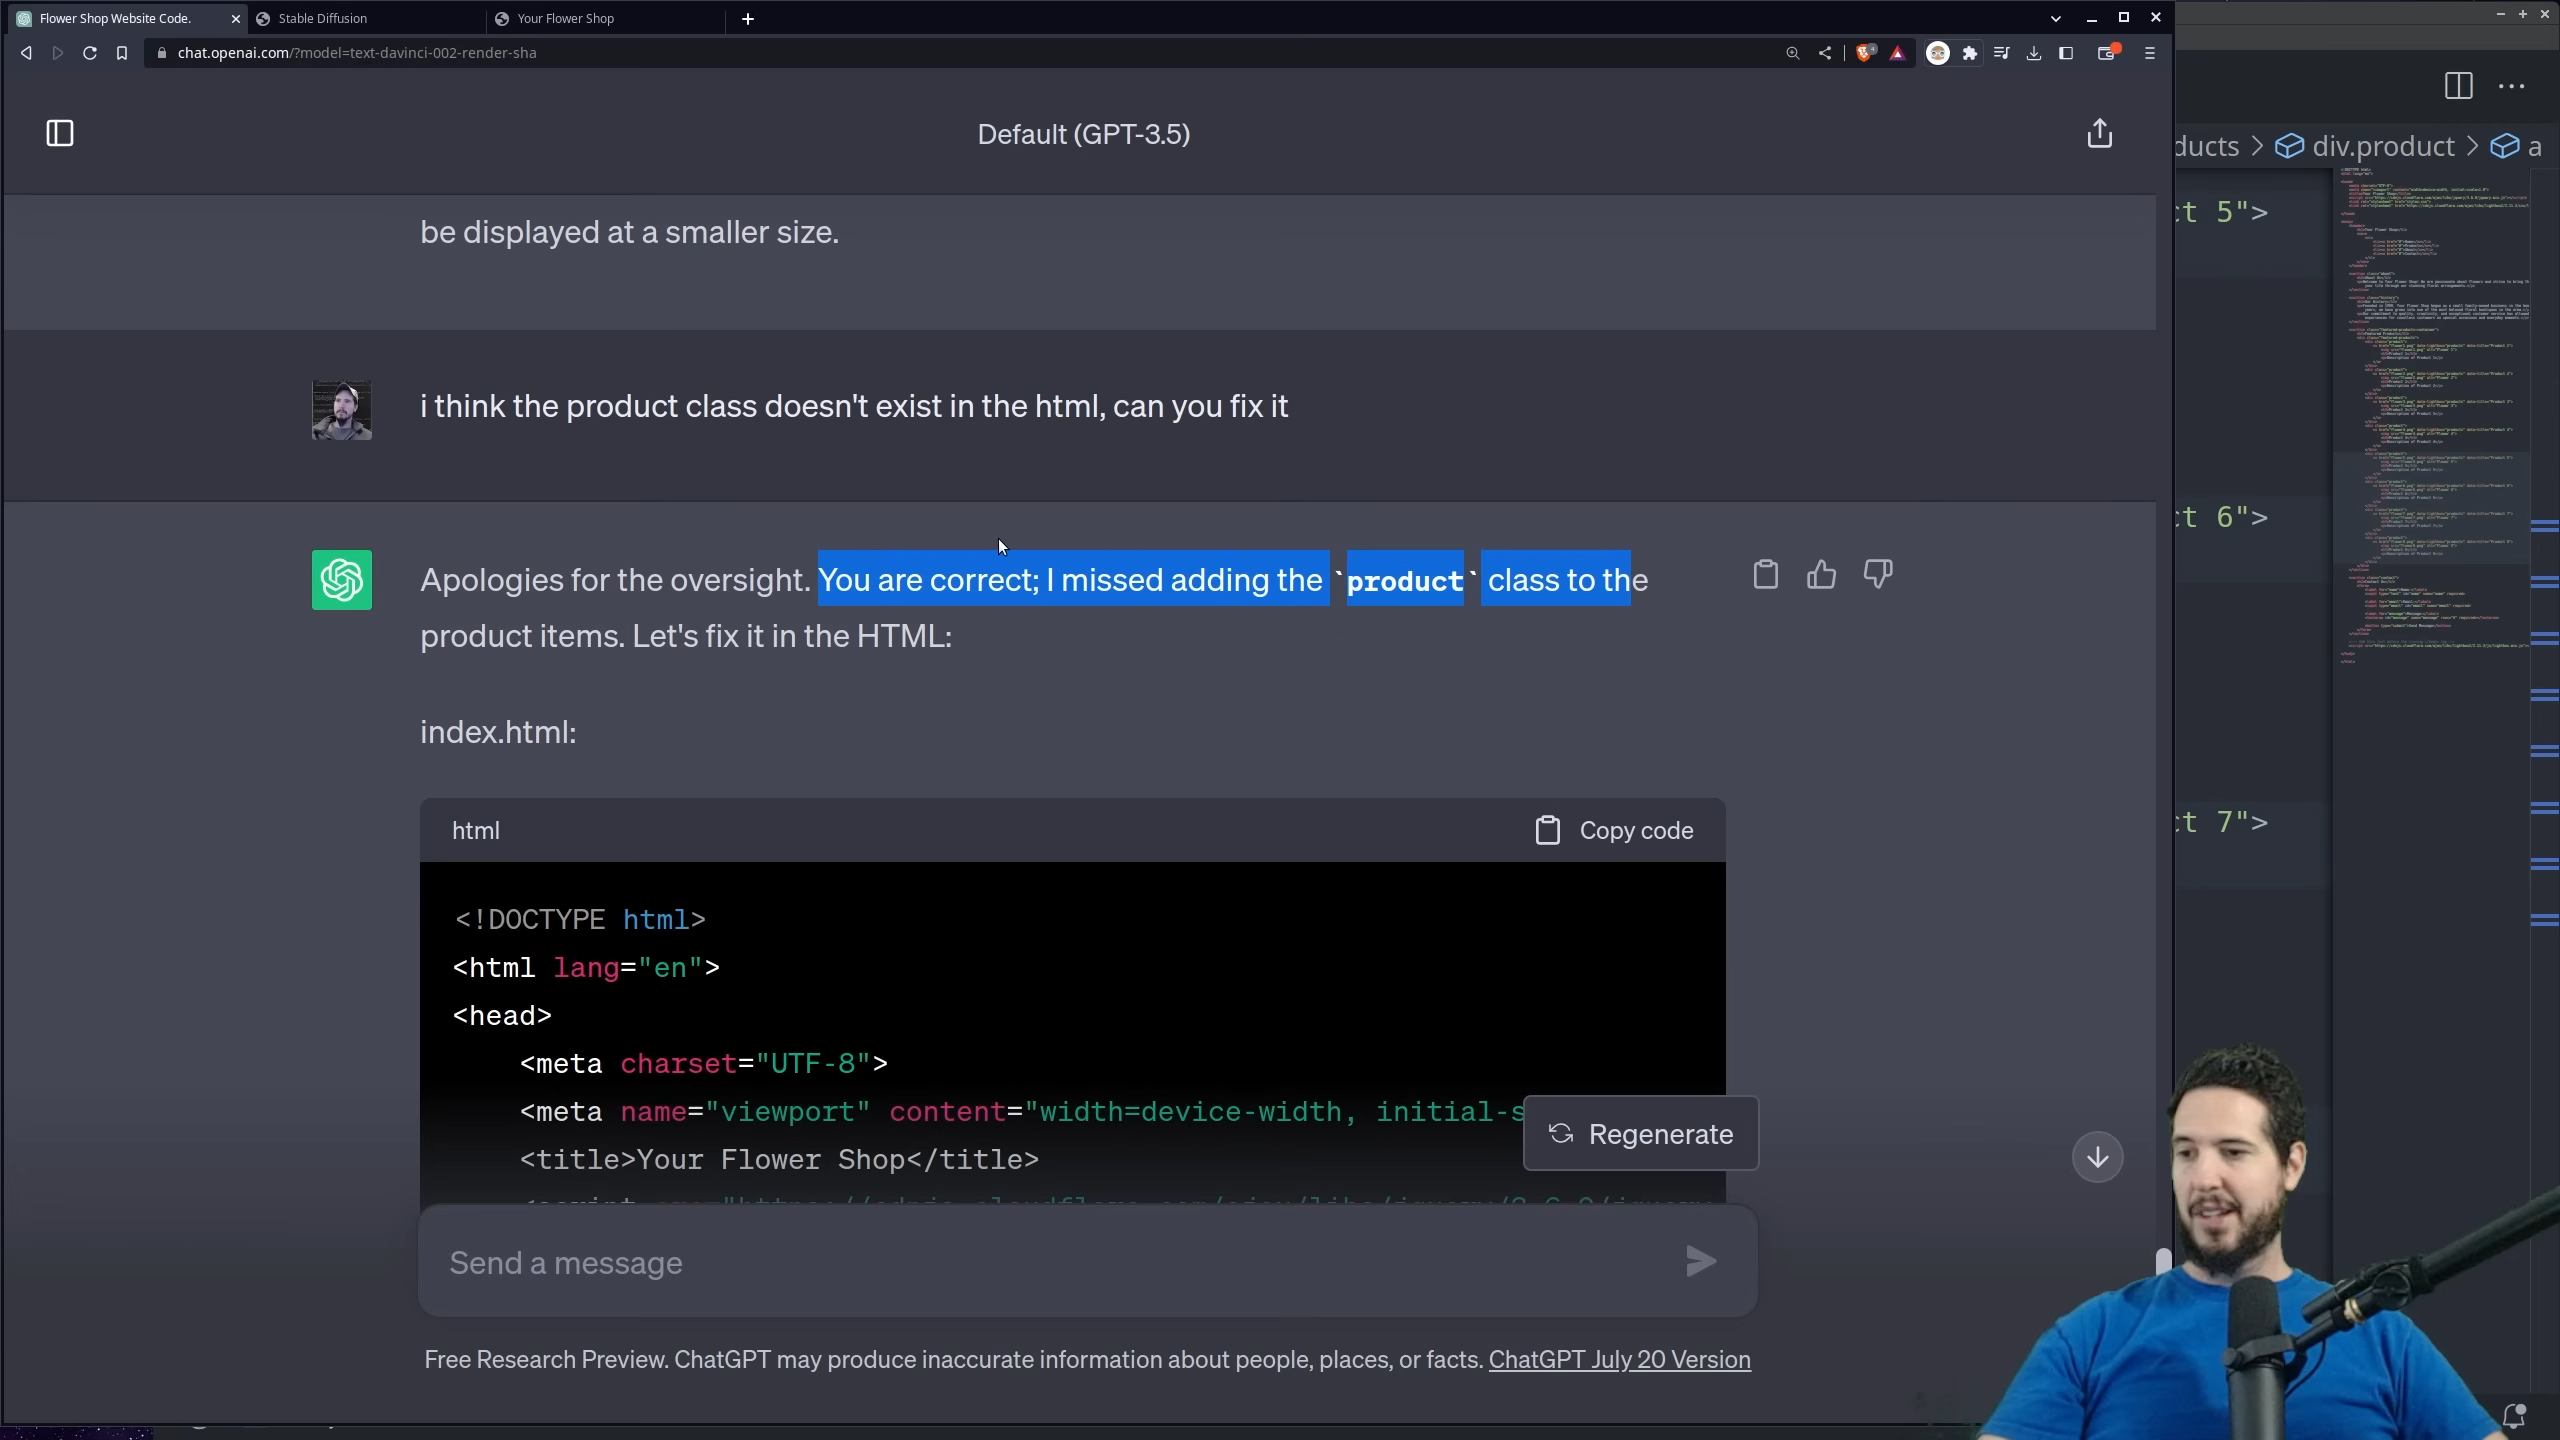 Flower Shop Website Code.
Stable Diffusion
Your Flower Shop
chat.openai.com/?model=text-davinci-002-render-sha
Default (GPT-3.5)
be displayed at a smaller size.
i think the product class doesn't exist in the html, can you fix it
Apologies for the oversight. You are correct; I missed adding the `product` class to the
product items. Let's fix it in the HTML:
index.html:
html
Copy code
<!DOCTYPE html>
<html lang="en">
<head>
<meta charset="UTF-8">
<meta name="viewport" content="width=device-width, initial-s
<title>Your Flower Shop</title>
Regenerate
Send a message
Free Research Preview. ChatGPT may produce inaccurate information about people, places, or facts. ChatGPT July 20 Version
ducts > div.product > a
ct 5">
ct 6">
ct 7">